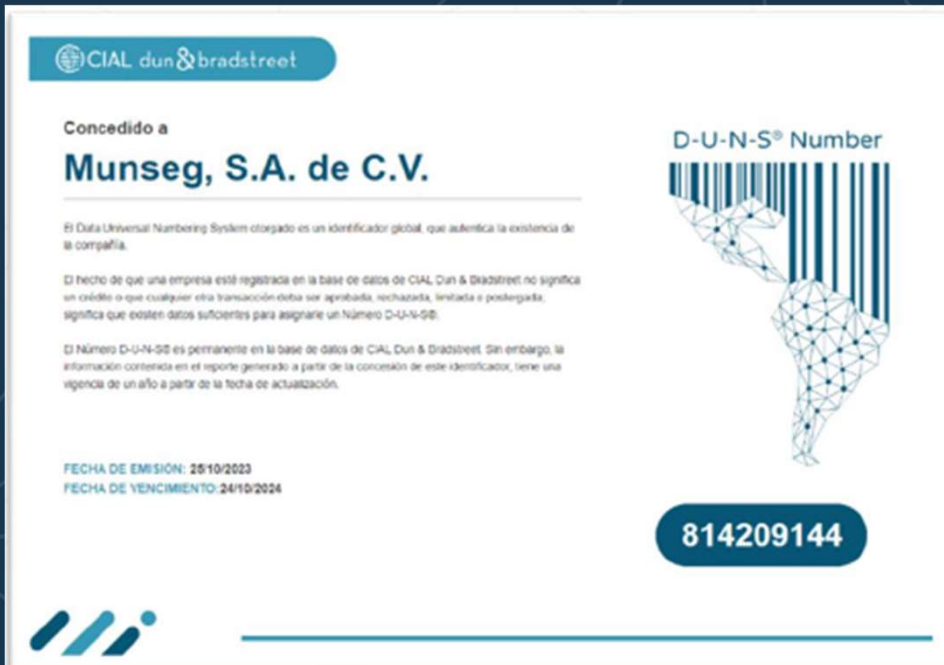 CIAL dun & bradstreet
Concedido a
Munseg, S.A. de C.V.
El Data Universal Numbering System otorgado es un identificador global, que autentica la existencia de
la compañía.
El hecho de que una empresa esté registrada en la base de datos de CIAL Dun & Bradstreet no significa
un crédito o que cualquier otra transacción deba ser aprobada, rechazada, limitada o postergada,
significa que existen datos suficientes para asignarle un Número D-U-N-S®.
El Número D-U-N-S® es permanente en la base de datos de CIAL Dun & Bradstreet. Sin embargo, la
información contenida en el reporte generado a partir de la concesión de este identificador, tiene una
vigencia de un año a partir de la fecha de actualización.
FECHA DE EMISIÓN: 25/10/2023
FECHA DE VENCIMIENTO: 24/10/2024
D-U-N-S® Number
814209144